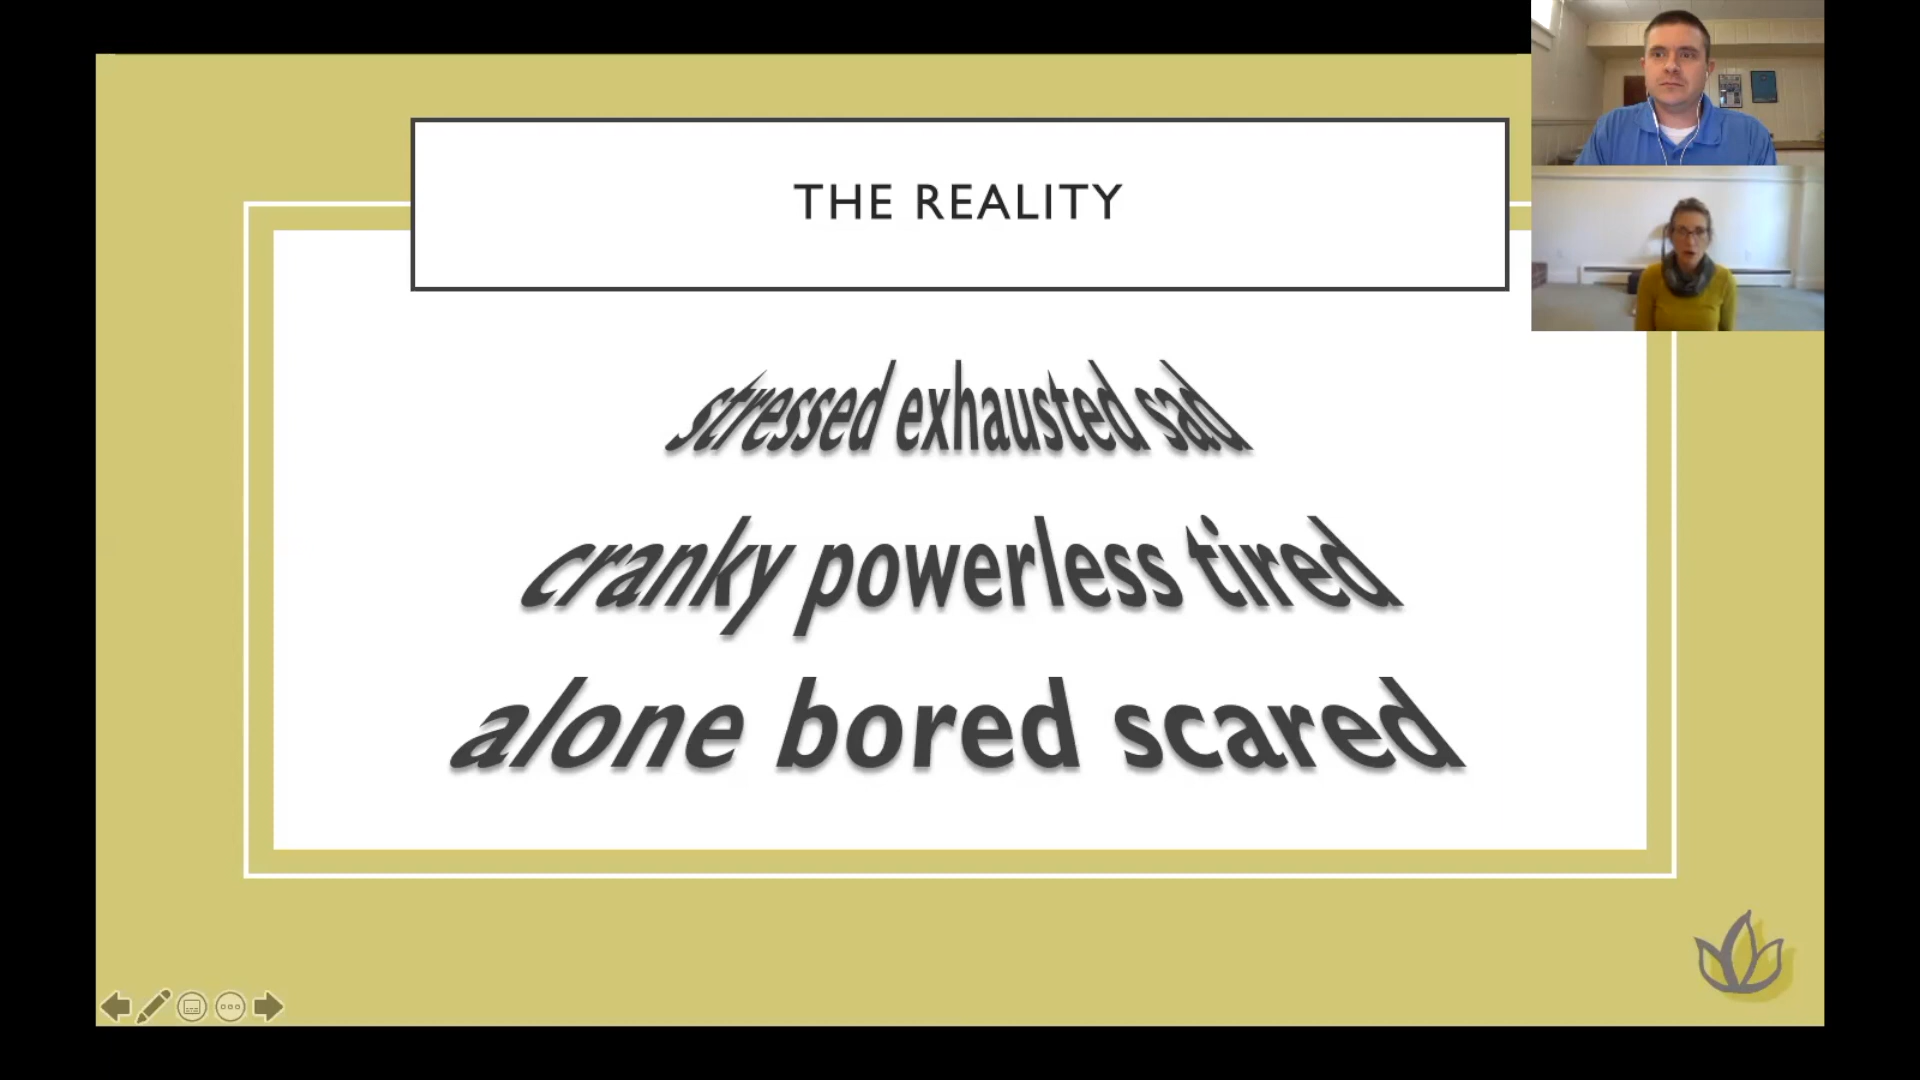 THE REALITY
stressed exhausted sad
cranky powerless tired
alone bored scared